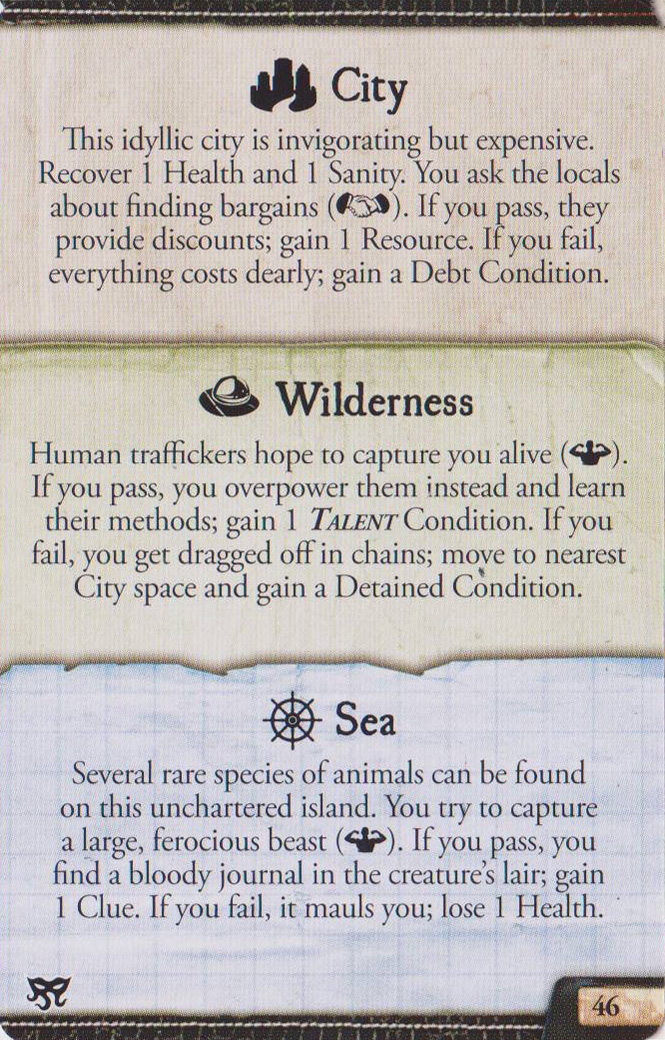 City
This idyllic city is invigorating but expensive.
Recover 1 Health and 1 Sanity. You ask the locals
about finding bargains ( ). If you pass, they
provide discounts; gain 1 Resource. If you fail,
everything costs dearly; gain a Debt Condition.
Wilderness
Human traffickers hope to capture you alive ( ).
If you pass, you overpower them instead and learn
their methods; gain 1 TALENT Condition. If you
fail, you get dragged off in chains; move to nearest
City space and gain a Detained Condition.
Sea
Several rare species of animals can be found
on this unchartered island. You try to capture
a large, ferocious beast ( ). If you pass, you
find a bloody journal in the creature's lair; gain
1 Clue. If you fail, it mauls you; lose 1 Health.
46